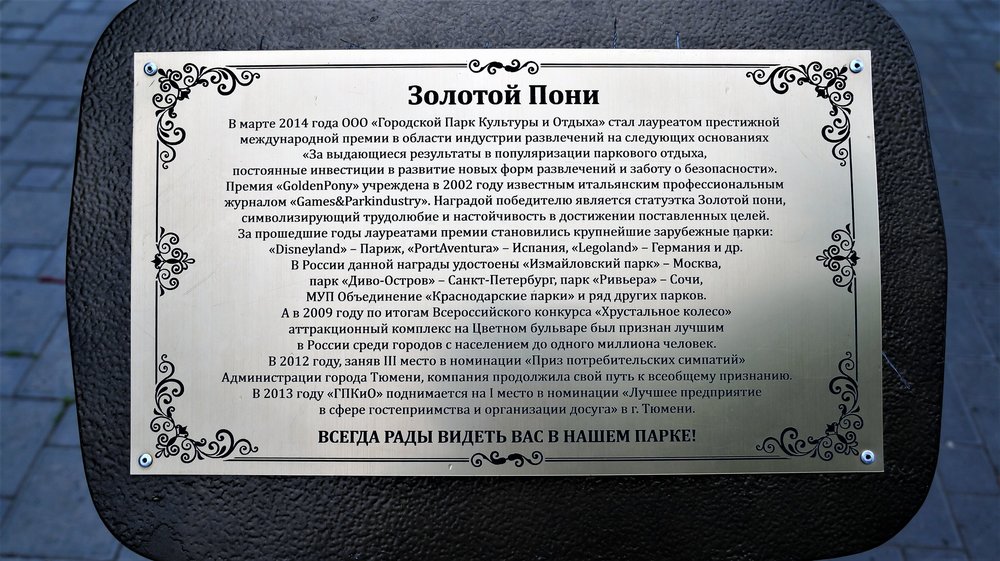 Золотой Пони
В марте 2014 года ООО «Городской Парк Культуры и Отдыха» стал лауреатом престижной
международной премии в области индустрии развлечений на следующих основаниях
«За выдающиеся результаты в популяризации паркового отдыха,
постоянные инвестиции в развитие новых форм развлечений и заботу о безопасности».
Премия «GoldenPony» учреждена в 2002 году известным итальянским профессиональным
журналом «Games&Parkindustry». Наградой победителю является статуэтка Золотой пони,
символизирующий трудолюбие и настойчивость в достижении поставленных целей.
За прошедшие годы лауреатами премии становились крупнейшие зарубежные парки:
«Disneyland» – Париж, «PortAventura» – Испания, «Legoland» – Германия и др.
В России данной награды удостоены «Измайловский парк» – Москва,
парк «Диво-Остров» – Санкт-Петербург, парк «Ривьера» – Сочи,
МУП Объединение «Краснодарские парки» и ряд других парков.
А в 2009 году по итогам Всероссийского конкурса «Хрустальное колесо»
аттракционный комплекс на Цветном бульваре был признан лучшим
в России среди городов с населением до одного миллиона человек.
В 2012 году, заняв III место в номинации «Приз потребительских симпатий»
Администрации города Тюмени, компания продолжила свой путь к всеобщему признанию.
В 2013 году «ГПКиО» поднимается на I место в номинации «Лучшее предприятие
в сфере гостеприимства и организации досуга» в г. Тюмени.
ВСЕГДА РАДЫ ВИДЕТЬ ВАС В НАШЕМ ПАРКЕ!